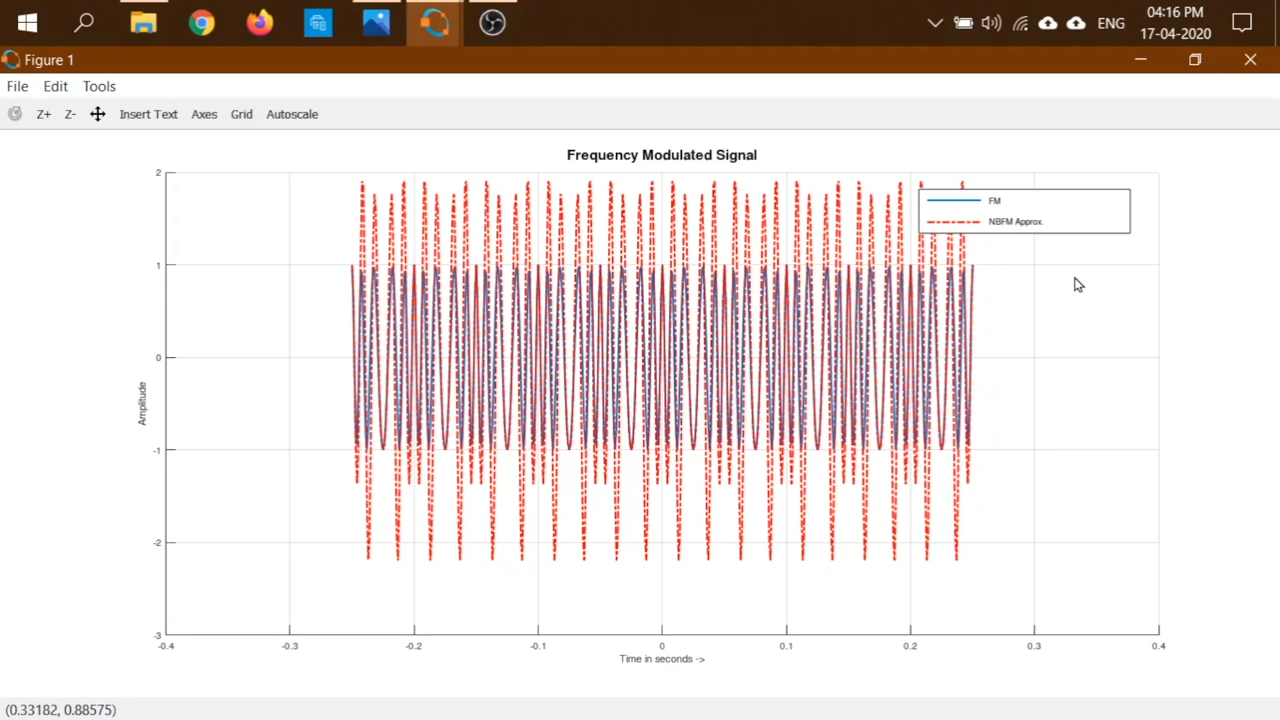 ENG
04:16 PM
17-04-2020
Figure 1
File Edit Tools
Z+ Z- Insert Text Axes Grid Autoscale
Frequency Modulated Signal
FM
NBFM Approx.
2
1
0
-1
-2
-3
Amplitude
-0.4 -0.3 -0.2 -0.1 0 0.1 0.2 0.3 0.4
Time in seconds ->
(0.33182, 0.88575)